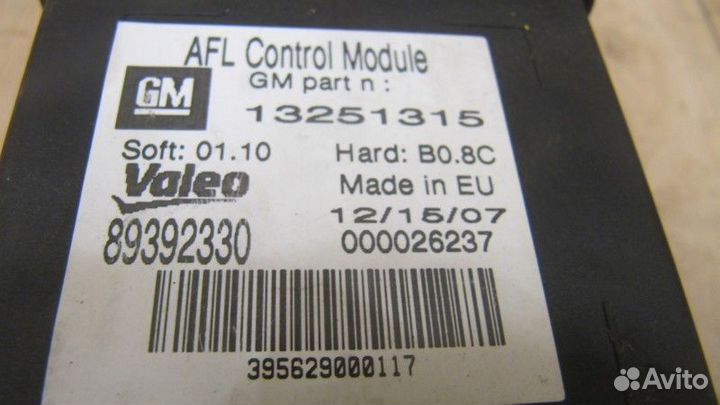 AFL Control Module
GM
GM part n :
13251315
Soft: 01.10 Hard: B0.8C
Valeo Made in EU
12/15/07
89392330 000026237
395629000117
Avito